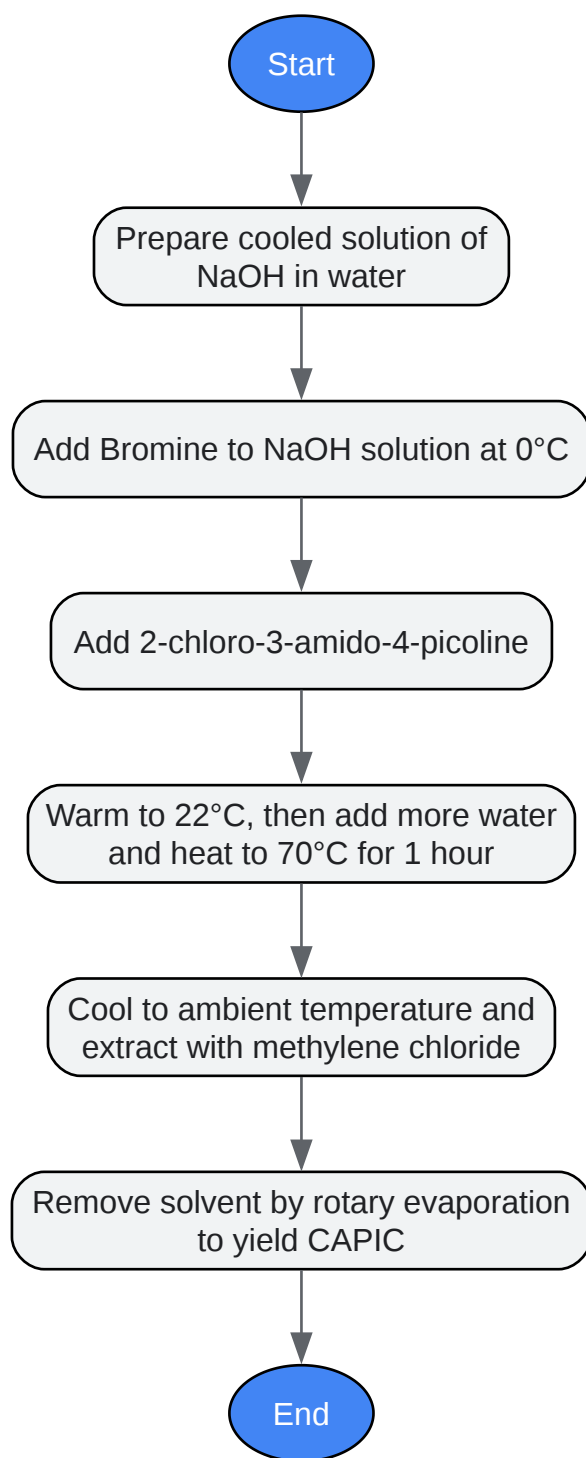 Start
Prepare cooled solution of
NaOH in water
Add Bromine to NaOH solution at 0°C
Add 2-chloro-3-amido-4-picoline
Warm to 22°C, then add more water
and heat to 70°C for 1 hour
Cool to ambient temperature and
extract with methylene chloride
Remove solvent by rotary evaporation
to yield CAPIC
End